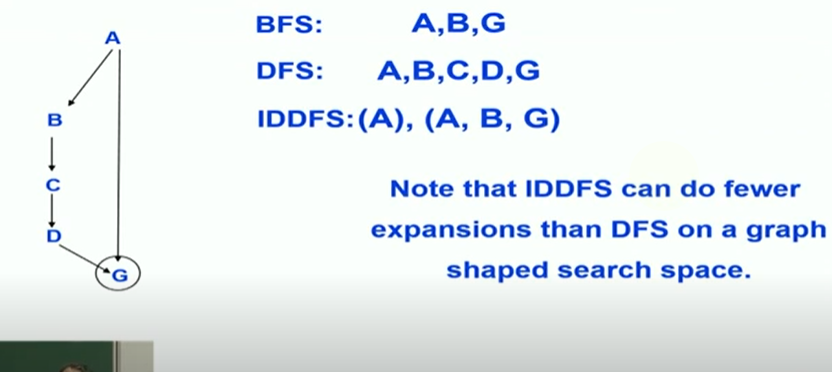 A
B
C
D
G
BFS: A,B,G
DFS: A,B,C,D,G
IDDFS:(A), (A, B, G)
Note that IDDFS can do fewer
expansions than DFS on a graph
shaped search space.